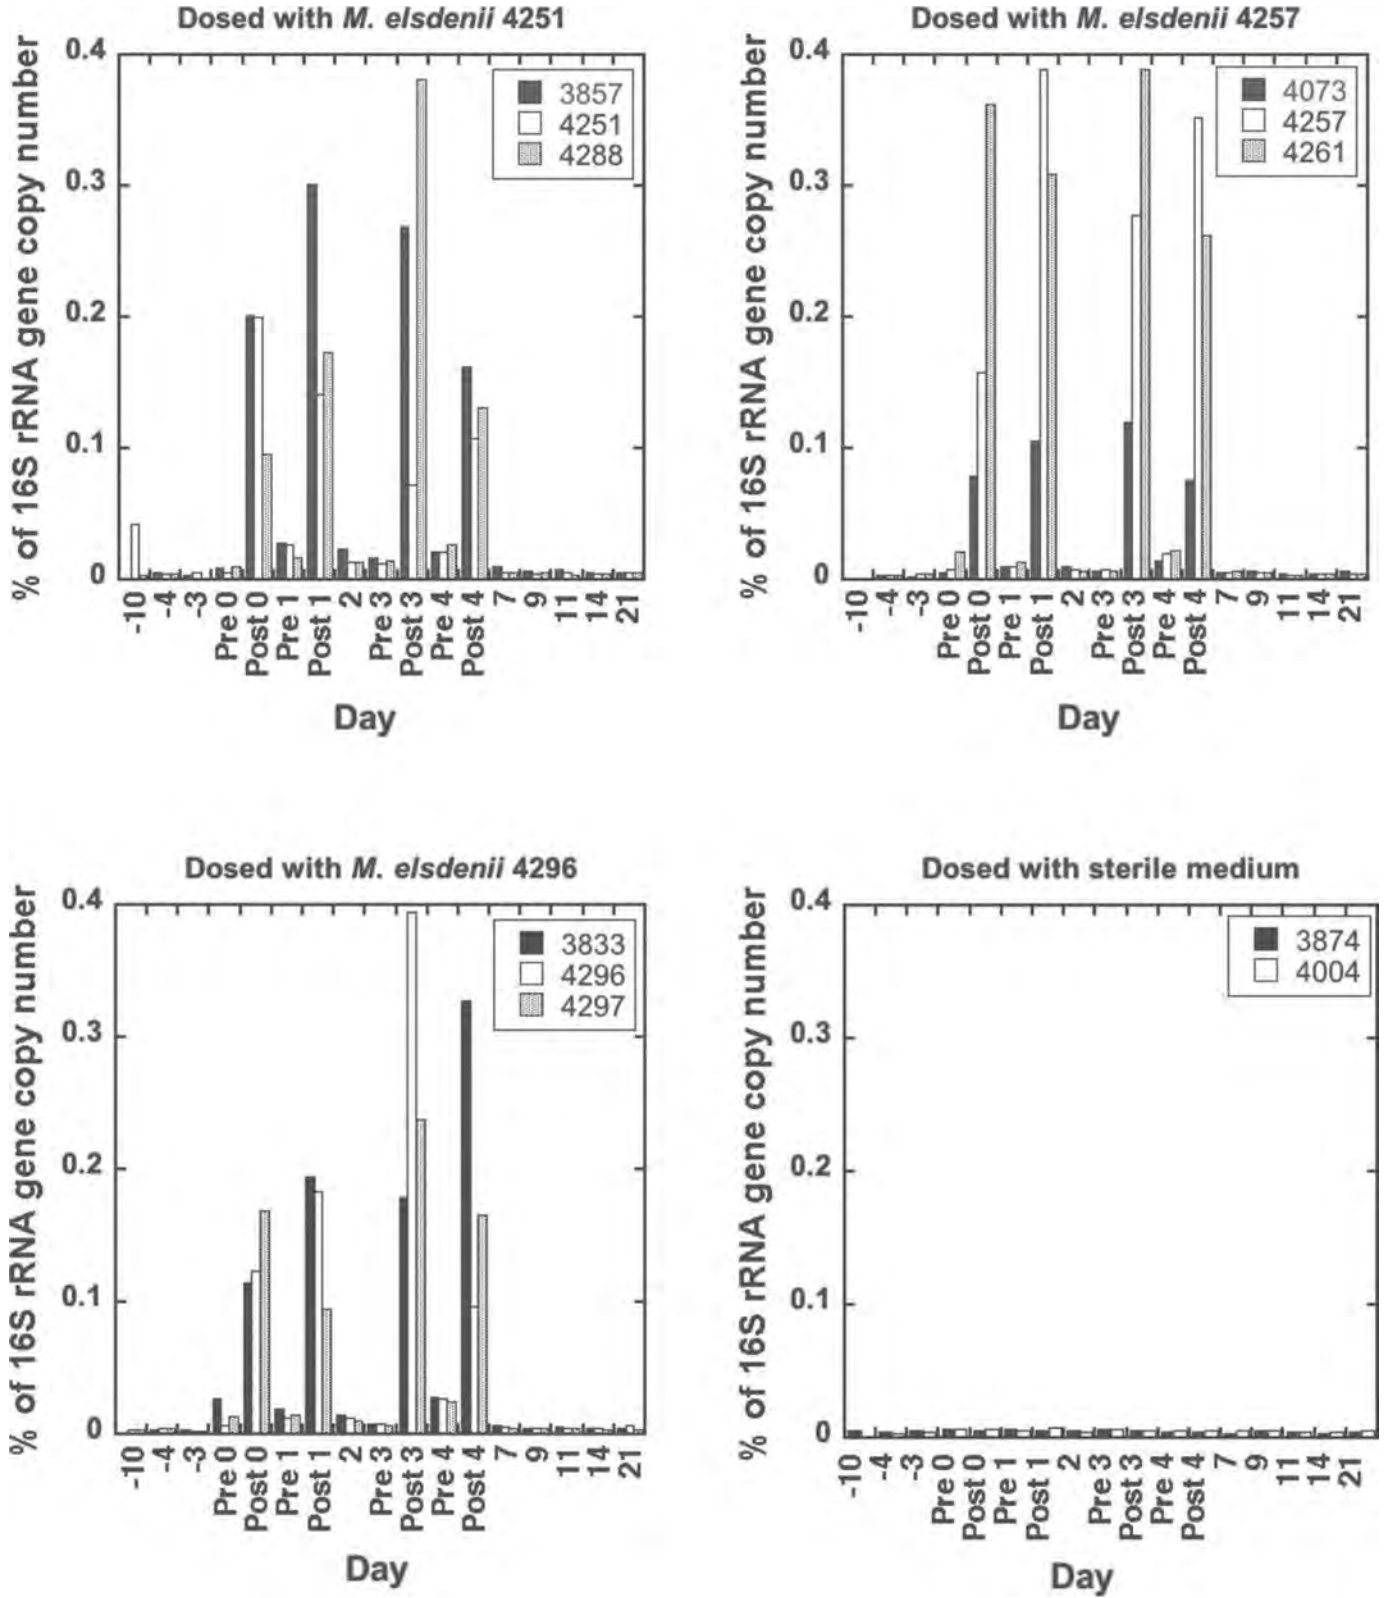 Dosed with M. elsdenii 4251
% of 16S rRNA gene copy number
0.4
0.3
0.2
0.1
0
3857
4251
4288
-10
-4
-3
Pre 0
Post 0
Pre 1
Post 1
2
Pre 3
Post 3
Pre 4
Post 4
7
9
11
14
21
Day
Dosed with M. elsdenii 4257
% of 16S rRNA gene copy number
0.4
0.3
0.2
0.1
0
4073
4257
4261
-10
-4
-3
Pre 0
Post 0
Pre 1
Post 1
2
Pre 3
Post 3
Pre 4
Post 4
7
9
11
14
21
Day
Dosed with M. elsdenii 4296
% of 16S rRNA gene copy number
0.4
0.3
0.2
0.1
0
3833
4296
4297
-10
-4
-3
Pre 0
Post 0
Pre 1
Post 1
2
Pre 3
Post 3
Pre 4
Post 4
7
9
11
14
21
Day
Dosed with sterile medium
% of 16S rRNA gene copy number
0.4
0.3
0.2
0.1
0
3874
4004
-10
-4
-3
Pre 0
Post 0
Pre 1
Post 1
2
Pre 3
Post 3
Pre 4
Post 4
7
9
11
14
21
Day